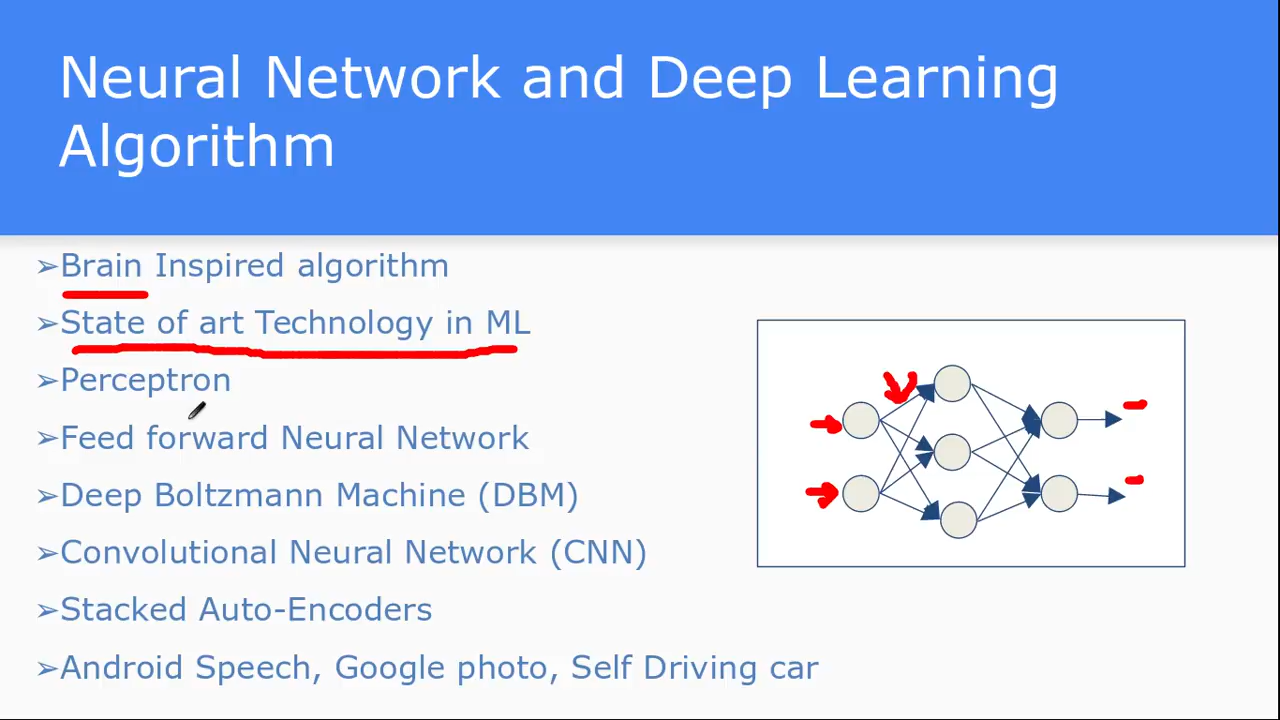 Neural Network and Deep Learning
Algorithm
➢Brain Inspired algorithm
➢State of art Technology in ML
➢Perceptron
➢Feed forward Neural Network
➢Deep Boltzmann Machine (DBM)
➢Convolutional Neural Network (CNN)
➢Stacked Auto-Encoders
➢Android Speech, Google photo, Self Driving car